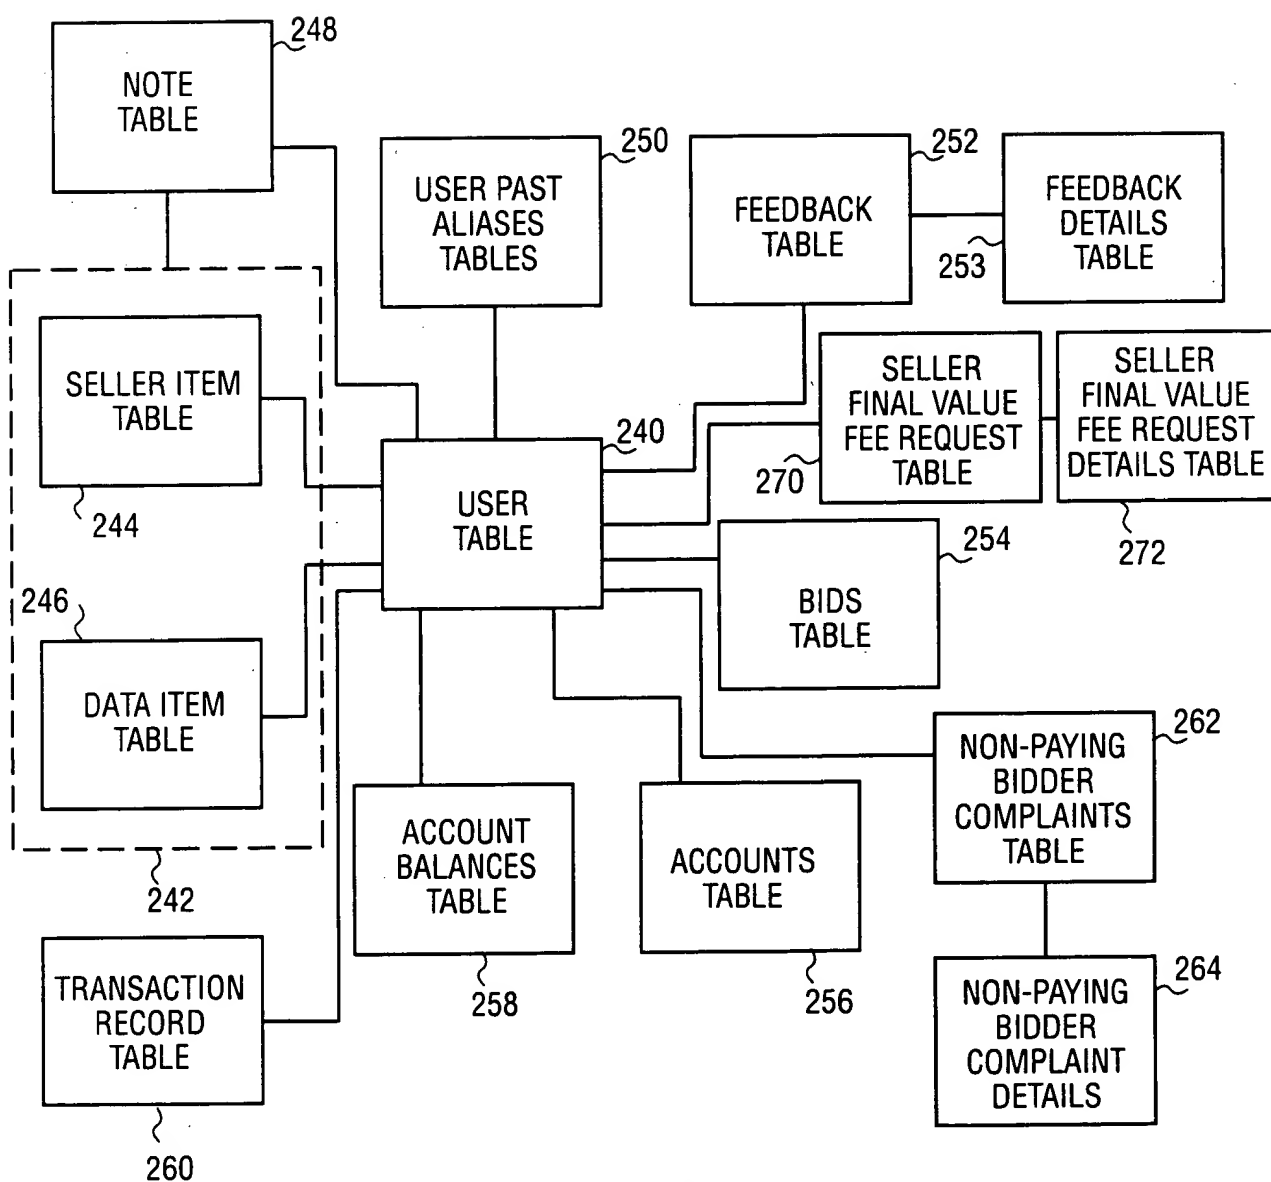 248
NOTE
TABLE
250
USER PAST
ALIASES
TABLES
252
FEEDBACK
TABLE
253
FEEDBACK
DETAILS
TABLE
SELLER ITEM
TABLE
244
240
USER
TABLE
SELLER
FINAL VALUE
FEE REQUEST
TABLE
270
SELLER
FINAL VALUE
FEE REQUEST
DETAILS TABLE
272
254
BIDS
TABLE
246
DATA ITEM
TABLE
242
ACCOUNT
BALANCES
TABLE
258
ACCOUNTS
TABLE
256
262
NON-PAYING
BIDDER
COMPLAINTS
TABLE
TRANSACTION
RECORD
TABLE
260
264
NON-PAYING
BIDDER
COMPLAINT
DETAILS